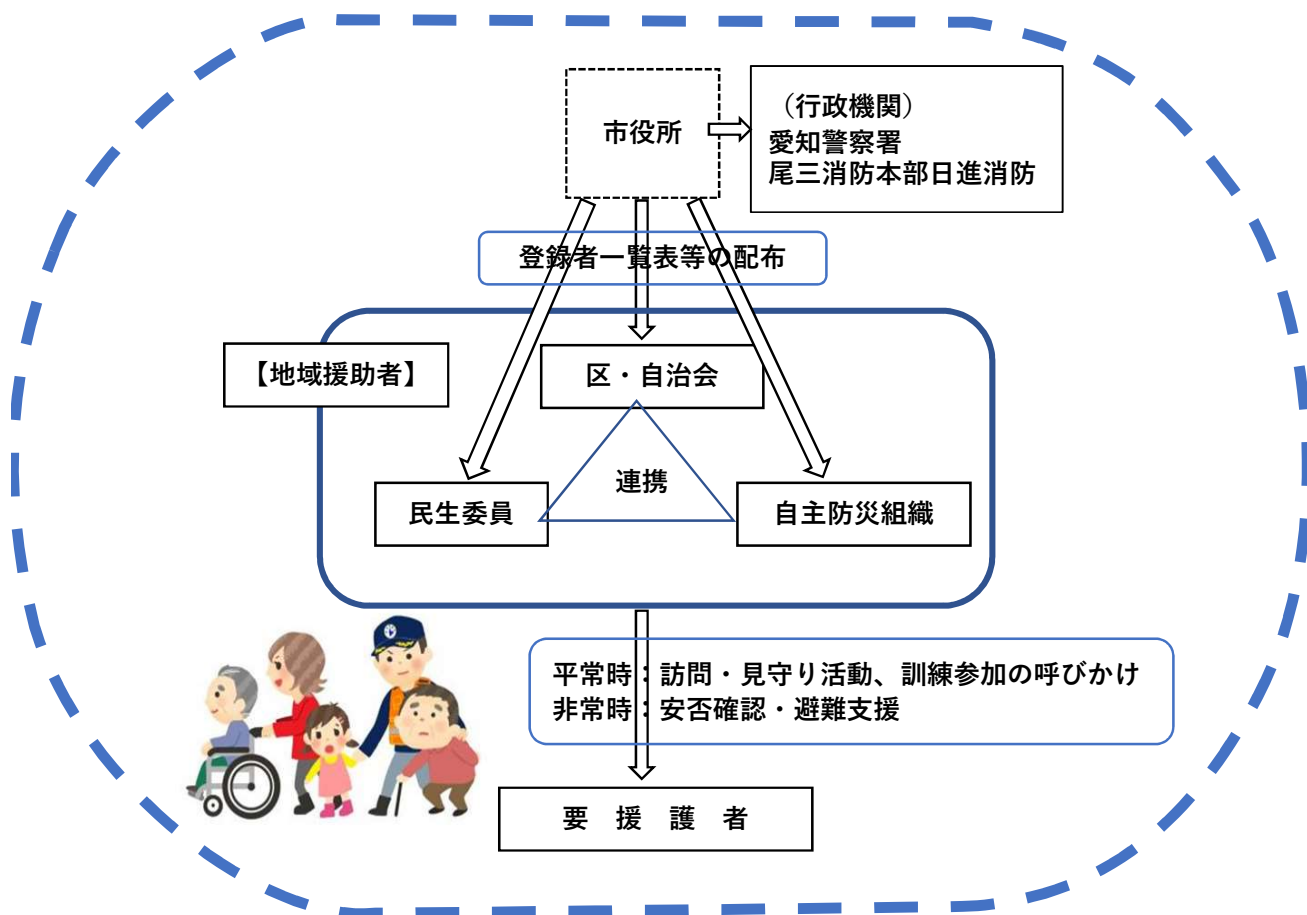 市役所
（行政機関）
愛知警察署
尾三消防本部日進消防
登録者一覧表等の配布
【地域援助者】
区・自治会
連携
民生委員
自主防災組織
平常時：訪問・見守り活動、訓練参加の呼びかけ
非常時：安否確認・避難支援
要　援　護　者